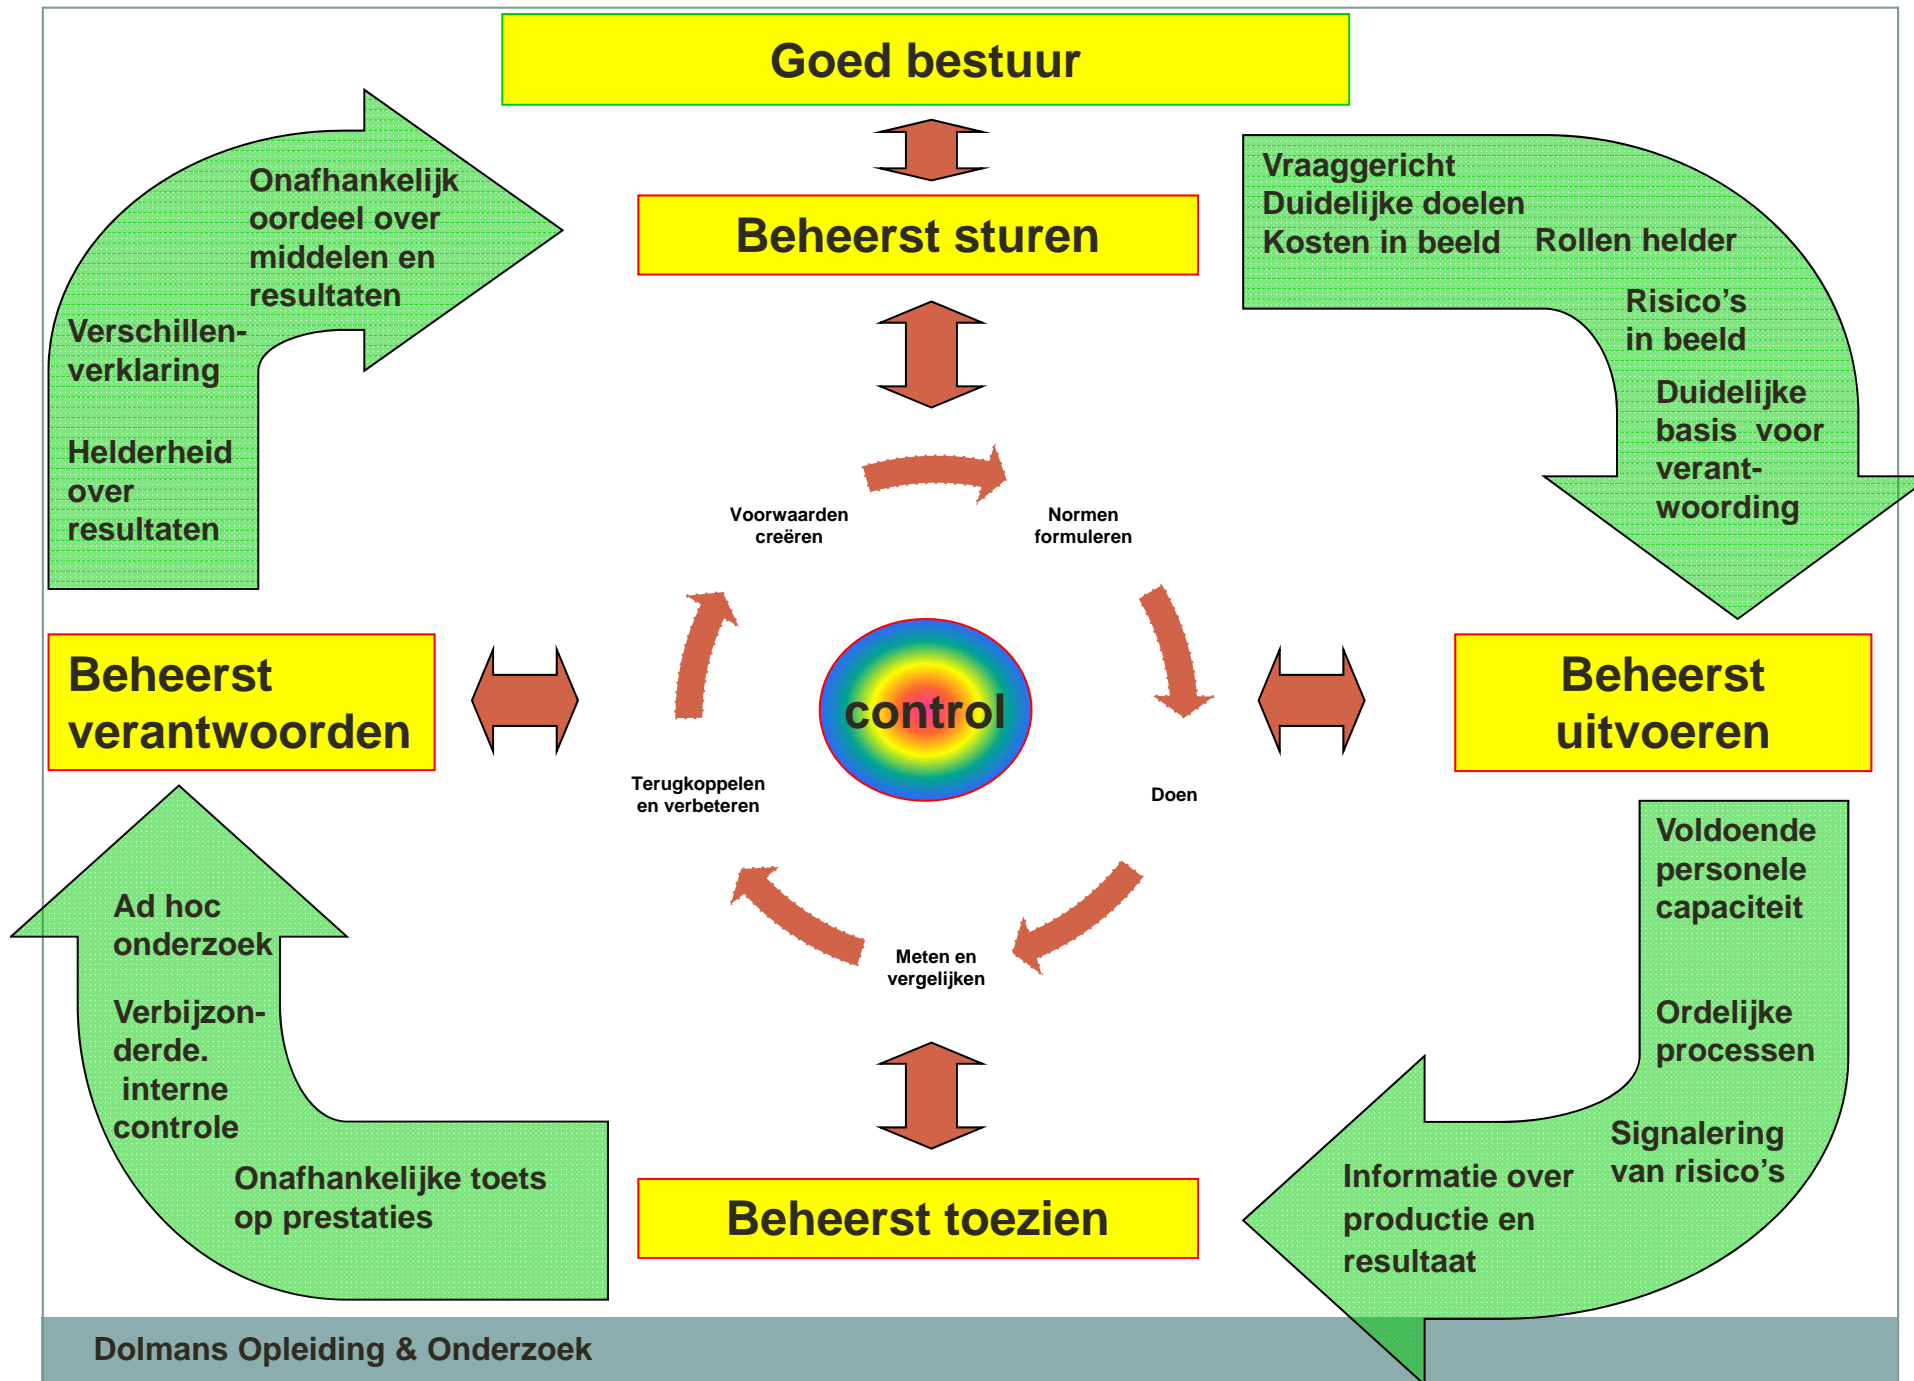 Goed bestuur
Onafhankelijk
oordeel over
middelen en
resultaten
Verschillen-
verklaring
Helderheid
over
resultaten
Beheerst sturen
Vraaggericht
Duidelijke doelen
Kosten in beeld
Rollen helder
Risico’s
in beeld
Duidelijke
basis voor
verant-
woording
Voorwaarden
creëren
Normen
formuleren
Beheerst
verantwoorden
control
Beheerst
uitvoeren
Terugkoppelen
en verbeteren
Doen
Meten en
vergelijken
Voldoende
personele
capaciteit
Ordelijke
processen
Signalering
van risico’s
Informatie over
productie en
resultaat
Ad hoc
onderzoek
Verbijzon-
derde.
interne
controle
Onafhankelijke toets
op prestaties
Beheerst toezien
Dolmans Opleiding & Onderzoek